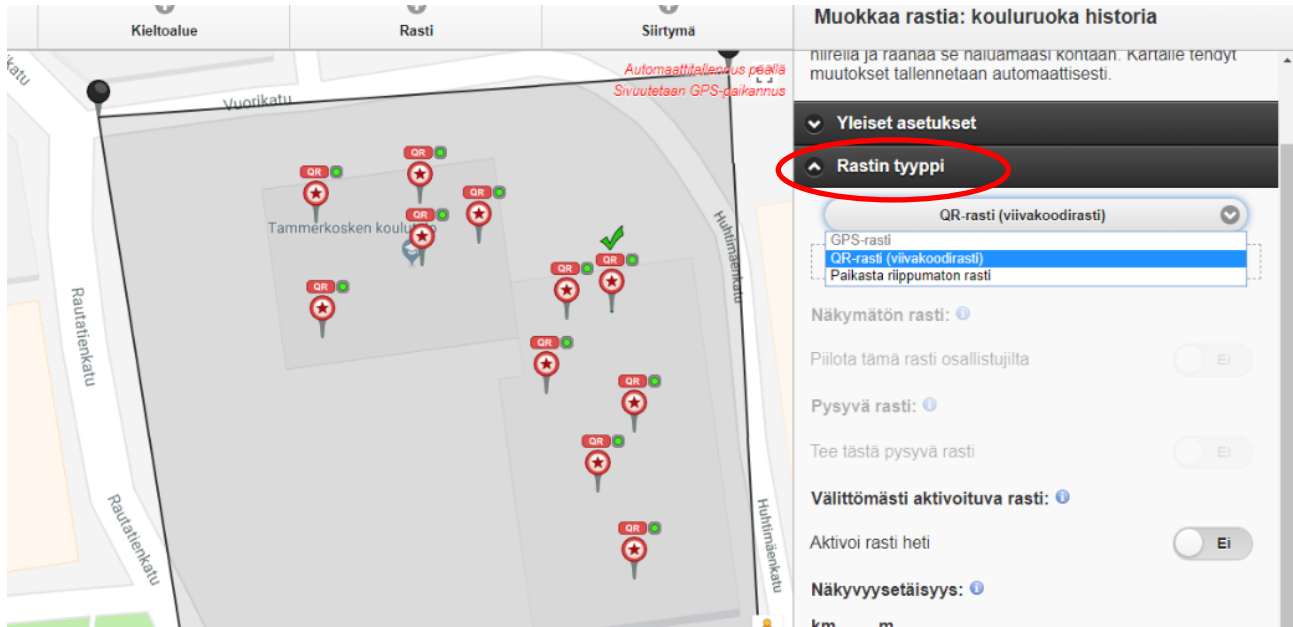 Kieltoalue
Rasti
Siirtymä
Muokkaa rastia: kouluruoka historia
hiirellä ja raahaa se haluamaasi kohtaan. Kartalle tehdyt
muutokset tallennetaan automaattisesti.
Automaattitallennus päällä
Sivuutetaan GPS-paikannus
katu
Vuorikatu
Yleiset asetukset
Rastin tyyppi
QR-rasti (viivakoodirasti)
GPS-rasti
QR-rasti (viivakoodirasti)
Paikasta riippumaton rasti
QR
QR
QR
QR
Tammerkosken koulu
QR
QR
QR
QR
QR
QR
QR
Huhtimäenkatu
Rautatienkatu
Rautatienkatu
Huhtimäenkatu
Näkymätön rasti:
Piilota tämä rasti osallistujilta
Ei
Pysyvä rasti:
Tee tästä pysyvä rasti
Ei
Välittömästi aktivoituva rasti:
Aktivoi rasti heti
Ei
Näkyvyysetäisyys:
km
m